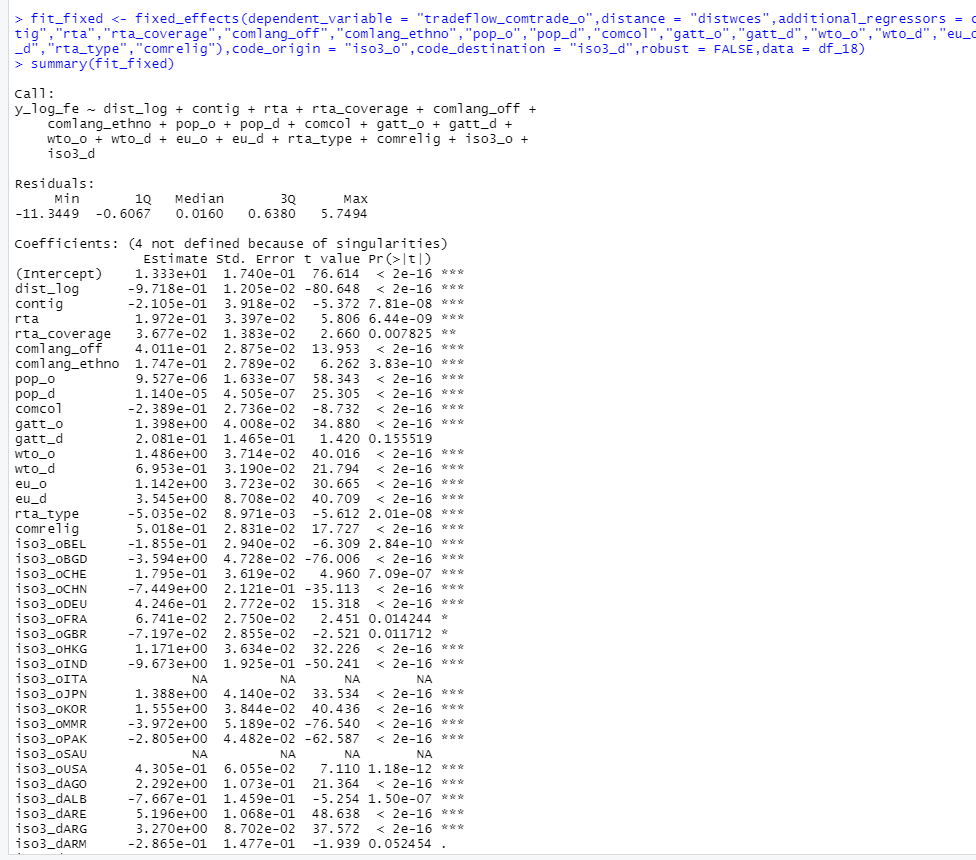 > fit_fixed <- fixed_effects(dependent_variable = "tradeflow_comtrade_o",distance = "distwces",additional_regressors = c
tig","rta","rta_coverage","comlang_off","comlang_ethno","pop_o","pop_d","comcol","gatt_o","gatt_d","wto_o","wto_d","eu_o
_d","rta_type","comrelig"),code_origin = "iso3_o",code_destination = "iso3_d",robust = FALSE,data = df_18)
> summary(fit_fixed)
Call:
y_log_fe ~ dist_log + contig + rta + rta_coverage + comlang_off +
    comlang_ethno + pop_o + pop_d + comcol + gatt_o + gatt_d +
    wto_o + wto_d + eu_o + eu_d + rta_type + comrelig + iso3_o +
    iso3_d
Residuals:
     Min       1Q   Median       3Q      Max
-11.3449  -0.6067   0.0160   0.6380   5.7494
Coefficients: (4 not defined because of singularities)
                Estimate Std. Error t value Pr(>|t|)
(Intercept)    1.333e+01  1.740e-01  76.614  < 2e-16 ***
dist_log      -9.718e-01  1.205e-02 -80.648  < 2e-16 ***
contig        -2.105e-01  3.918e-02  -5.372 7.81e-08 ***
rta            1.972e-01  3.397e-02   5.806 6.44e-09 ***
rta_coverage   3.677e-02  1.383e-02   2.660 0.007825 **
comlang_off    4.011e-01  2.875e-02  13.953  < 2e-16 ***
comlang_ethno  1.747e-01  2.789e-02   6.262 3.83e-10 ***
pop_o          9.527e-06  1.633e-07  58.343  < 2e-16 ***
pop_d          1.140e-05  4.505e-07  25.305  < 2e-16 ***
comcol        -2.389e-01  2.736e-02  -8.732  < 2e-16 ***
gatt_o         1.398e+00  4.008e-02  34.880  < 2e-16 ***
gatt_d         2.081e-01  1.465e-01   1.420 0.155519
wto_o          1.486e+00  3.714e-02  40.016  < 2e-16 ***
wto_d          6.953e-01  3.190e-02  21.794  < 2e-16 ***
eu_o           1.142e+00  3.723e-02  30.665  < 2e-16 ***
eu_d           3.545e+00  8.708e-02  40.709  < 2e-16 ***
rta_type      -5.035e-02  8.971e-03  -5.612 2.01e-08 ***
comrelig       5.018e-01  2.831e-02  17.727  < 2e-16 ***
iso3_oBEL     -1.855e-01  2.940e-02  -6.309 2.84e-10 ***
iso3_oBGD     -3.594e+00  4.728e-02 -76.006  < 2e-16 ***
iso3_oCHE      1.795e-01  3.619e-02   4.960 7.09e-07 ***
iso3_oCHN     -7.449e+00  2.121e-01 -35.113  < 2e-16 ***
iso3_oDEU      4.246e-01  2.772e-02  15.318  < 2e-16 ***
iso3_oFRA      6.741e-02  2.750e-02   2.451 0.014244 *
iso3_oGBR     -7.197e-02  2.855e-02  -2.521 0.011712 *
iso3_oHKG      1.171e+00  3.634e-02  32.226  < 2e-16 ***
iso3_oIND     -9.673e+00  1.925e-01 -50.241  < 2e-16 ***
iso3_oITA             NA         NA      NA       NA
iso3_oJPN      1.388e+00  4.140e-02  33.534  < 2e-16 ***
iso3_oKOR      1.555e+00  3.844e-02  40.436  < 2e-16 ***
iso3_oMMR     -3.972e+00  5.189e-02 -76.540  < 2e-16 ***
iso3_oPAK     -2.805e+00  4.482e-02 -62.587  < 2e-16 ***
iso3_oSAU             NA         NA      NA       NA
iso3_oUSA      4.305e-01  6.055e-02   7.110 1.18e-12 ***
iso3_dAGO      2.292e+00  1.073e-01  21.364  < 2e-16 ***
iso3_dALB     -7.667e-01  1.459e-01  -5.254 1.50e-07 ***
iso3_dARE      5.196e+00  1.068e-01  48.638  < 2e-16 ***
iso3_dARG      3.270e+00  8.702e-02  37.572  < 2e-16 ***
iso3_dARM     -2.865e-01  1.477e-01  -1.939 0.052454 .